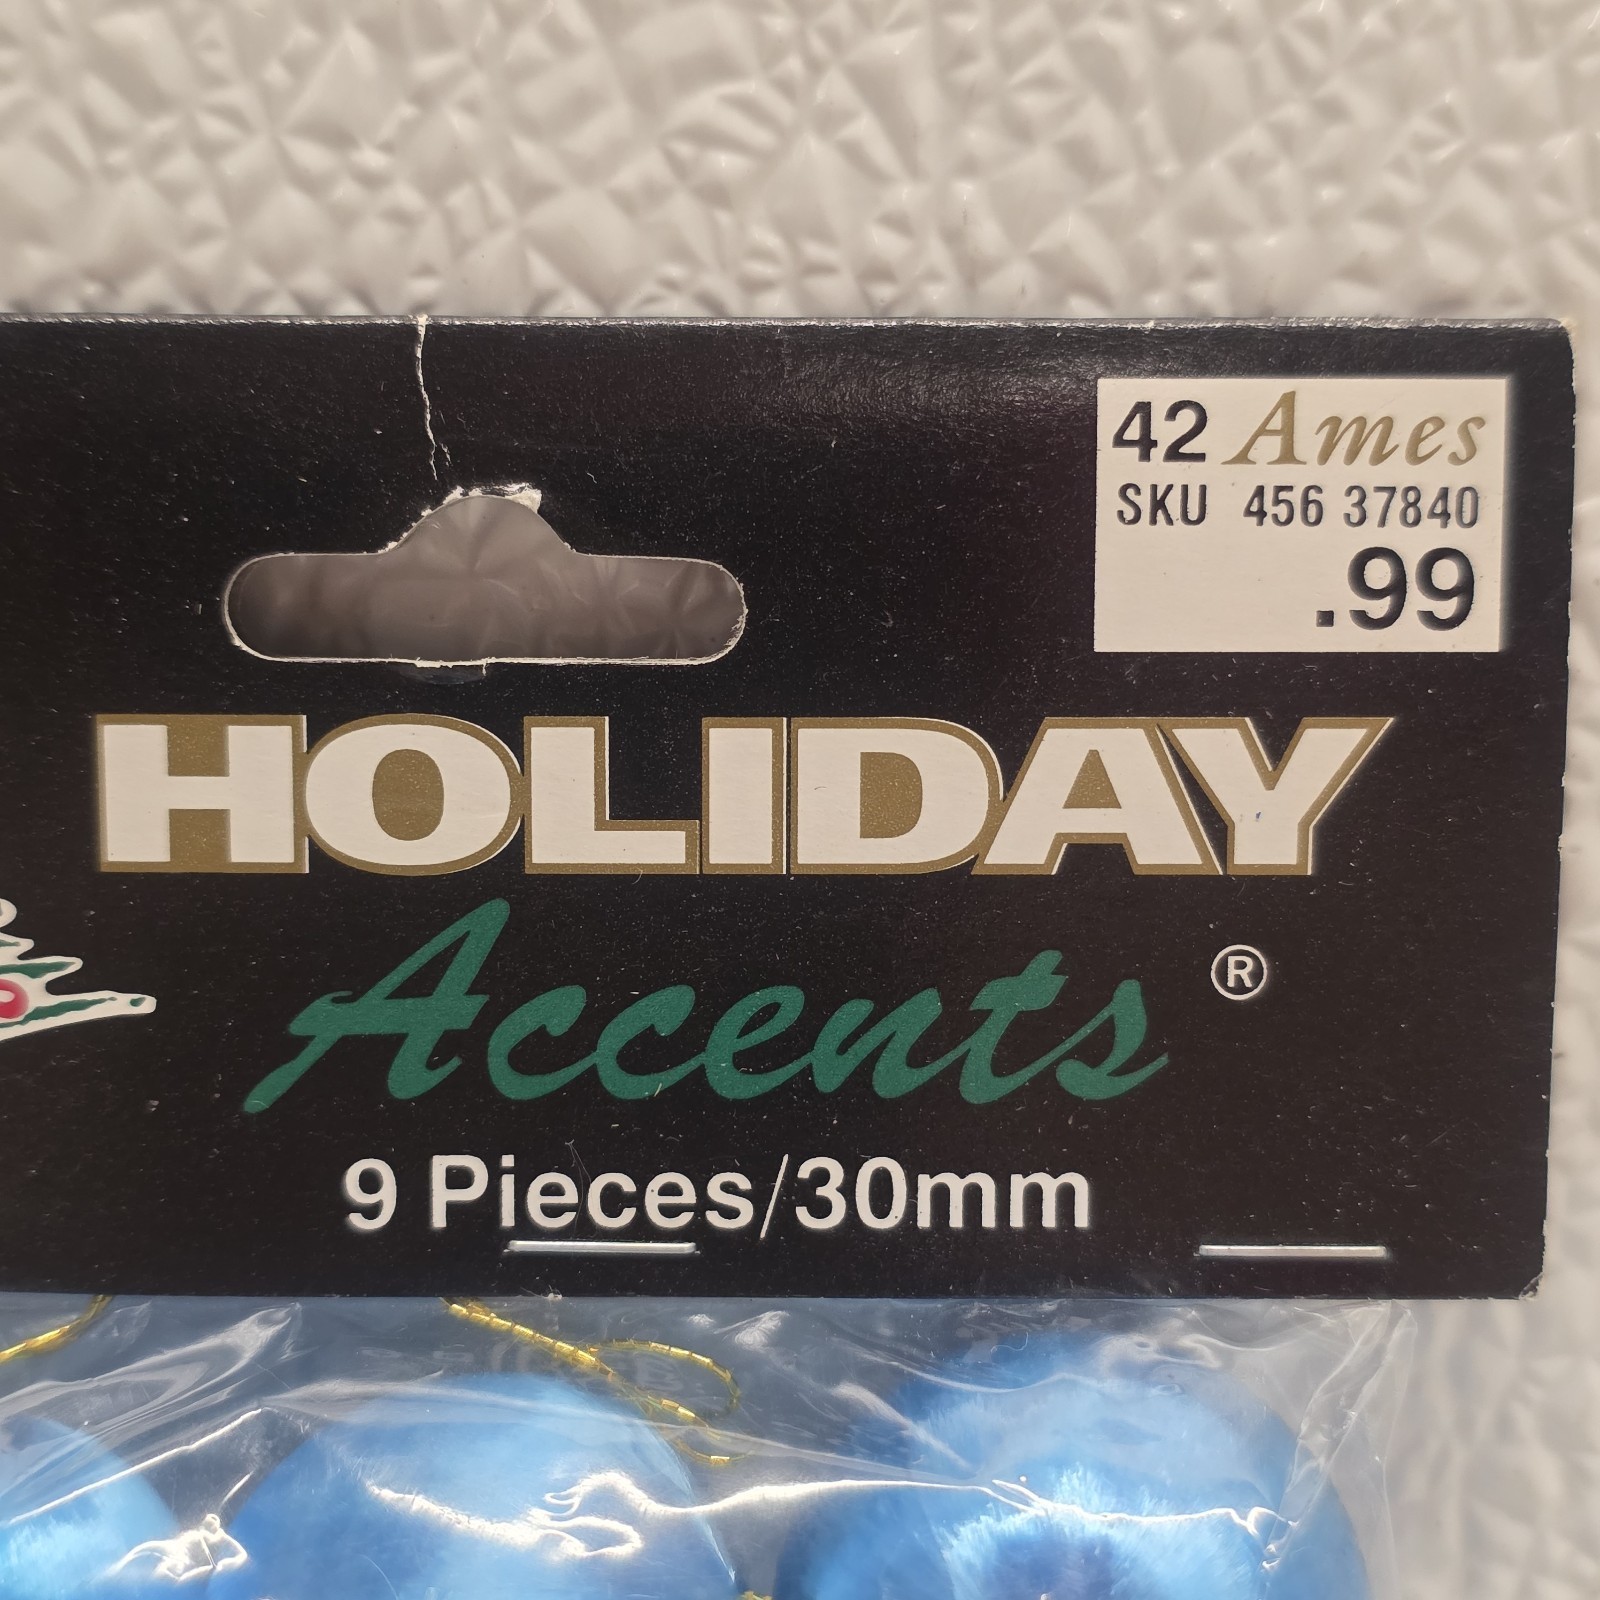 42 Ames
SKU 456 37840
.99
HOLIDAY
Accents ®
9 Pieces/30mm